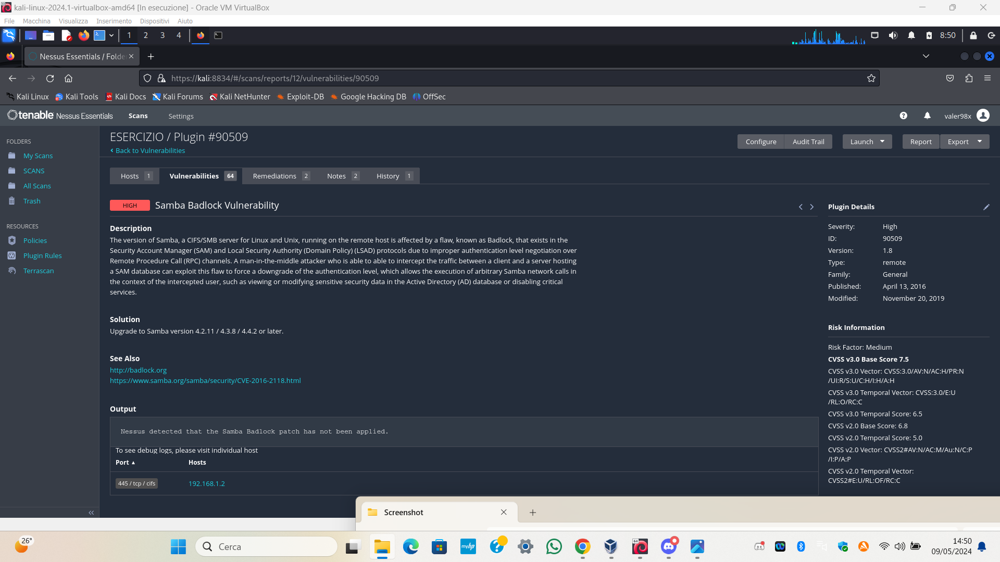 kali-linux-2024.1-virtualbox-amd64 [In esecuzione] - Oracle VM VirtualBox
File Macchina Visualizza Inserimento Dispositivi Aiuto
1 2 3 4 8:50
Nessus Essentials / Folde
https://kali:8834/#/scans/reports/12/vulnerabilities/90509
Kali Linux Kali Tools Kali Docs Kali Forums Kali NetHunter Exploit-DB Google Hacking DB OffSec
tenable Nessus Essentials Scans Settings valer98x
FOLDERS
My Scans
SCANS
All Scans
Trash
RESOURCES
Policies
Plugin Rules
Terrascan
ESERCIZIO / Plugin #90509
Back to Vulnerabilities
Configure Audit Trail Launch Report Export
Hosts 1 Vulnerabilities 64 Remediations 2 Notes 2 History 1
HIGH Samba Badlock Vulnerability
Description
The version of Samba, a CIFS/SMB server for Linux and Unix, running on the remote host is affected by a flaw, known as Badlock, that exists in the
Security Account Manager (SAM) and Local Security Authority (Domain Policy) (LSAD) protocols due to improper authentication level negotiation over
Remote Procedure Call (RPC) channels. A man-in-the-middle attacker who is able to able to intercept the traffic between a client and a server hosting
a SAM database can exploit this flaw to force a downgrade of the authentication level, which allows the execution of arbitrary Samba network calls in
the context of the intercepted user, such as viewing or modifying sensitive security data in the Active Directory (AD) database or disabling critical
services.
Solution
Upgrade to Samba version 4.2.11 / 4.3.8 / 4.4.2 or later.
See Also
http://badlock.org
https://www.samba.org/samba/security/CVE-2016-2118.html
Output
Nessus detected that the Samba Badlock patch has not been applied.
To see debug logs, please visit individual host
Port Hosts
445 / tcp / cifs 192.168.1.2
Plugin Details
Severity: High
ID: 90509
Version: 1.8
Type: remote
Family: General
Published: April 13, 2016
Modified: November 20, 2019
Risk Information
Risk Factor: Medium
CVSS v3.0 Base Score 7.5
CVSS v3.0 Vector: CVSS:3.0/AV:N/AC:H/PR:N
/UI:R/S:U/C:H/I:H/A:H
CVSS v3.0 Temporal Vector: CVSS:3.0/E:U
/RL:O/RC:C
CVSS v3.0 Temporal Score: 6.5
CVSS v2.0 Base Score: 6.8
CVSS v2.0 Temporal Score: 5.0
CVSS v2.0 Vector: CVSS2#AV:N/AC:M/Au:N/C:P
/I:P/A:P
CVSS v2.0 Temporal Vector:
CVSS2#E:U/RL:OF/RC:C
Screenshot
26°
Cerca
myhp
64
14:50
09/05/2024